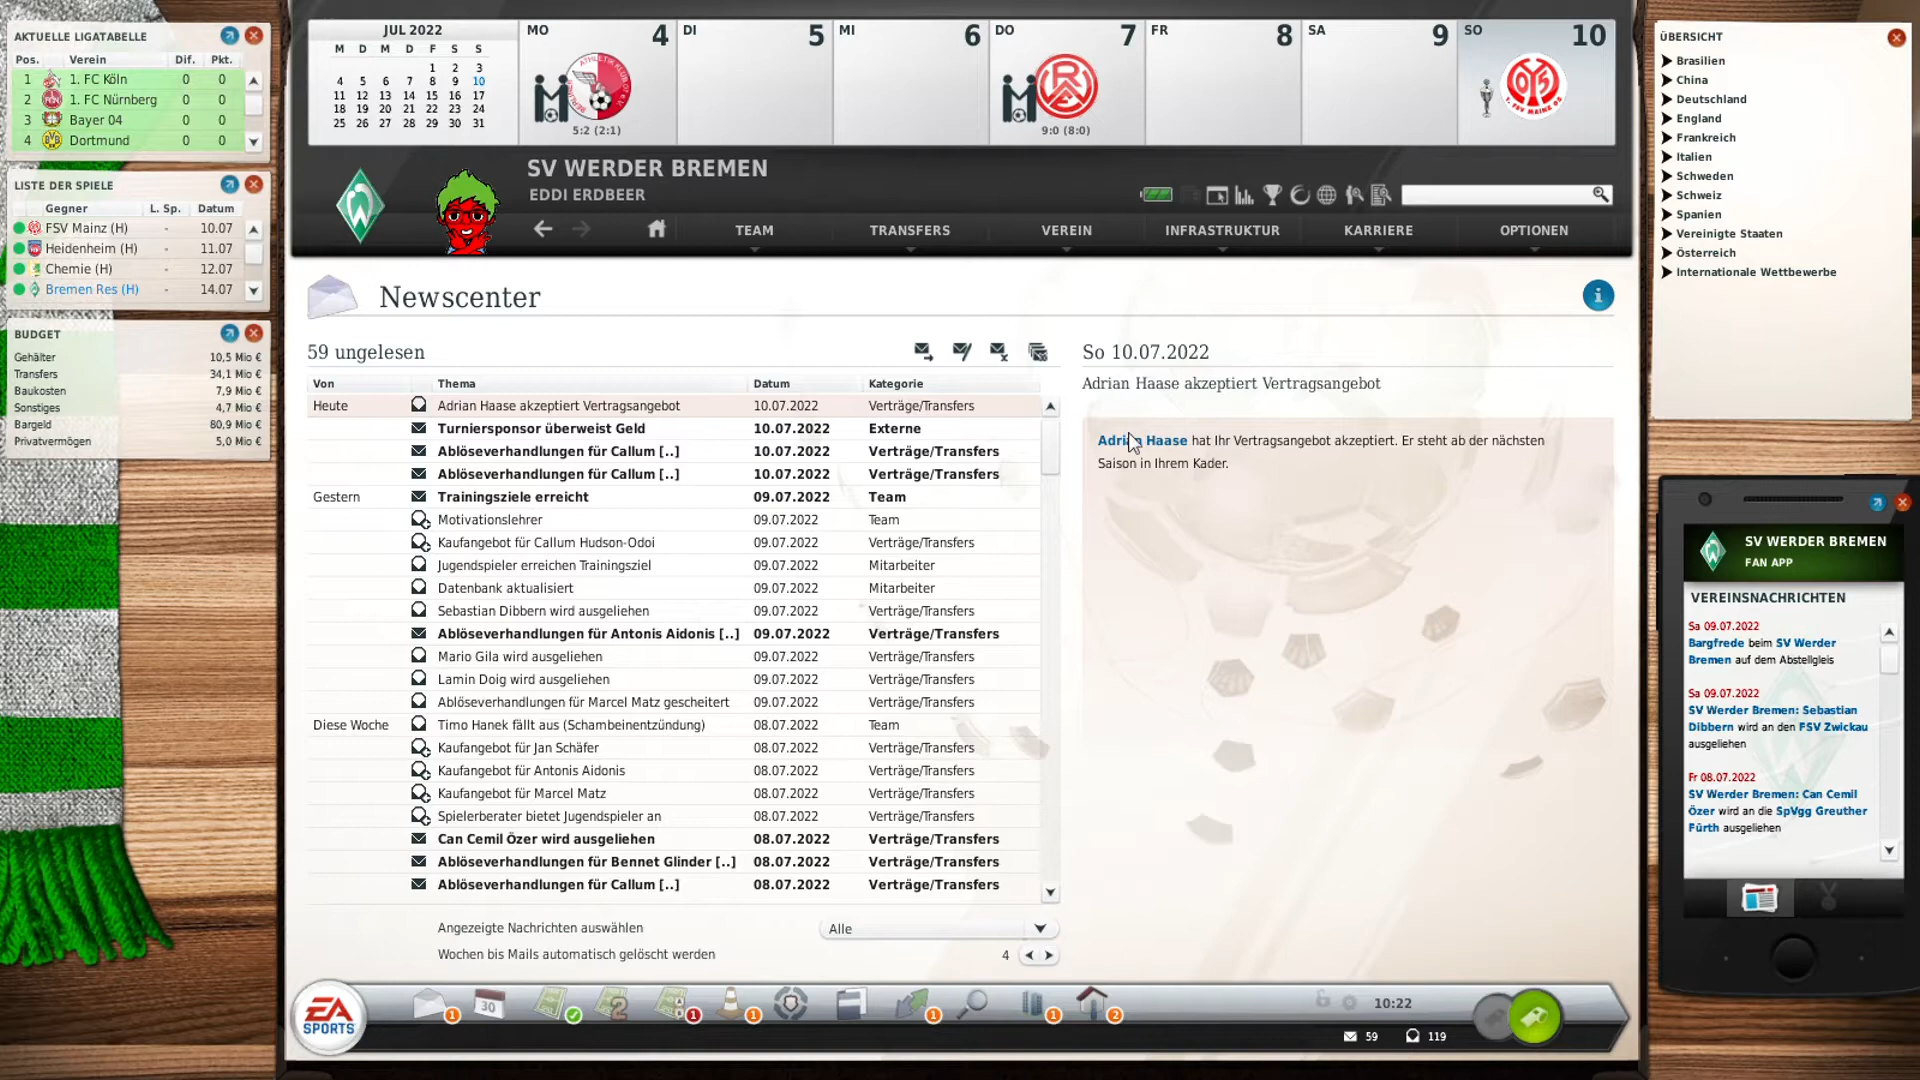 AKTUELLE LIGATABELLE
Pos. Verein Dif. Pkt.
1 1. FC Köln 0 0
2 1. FC Nürnberg 0 0
3 Bayer 04 0 0
4 Dortmund 0 0
LISTE DER SPIELE
Gegner L. Sp. Datum
FSV Mainz (H) - 10.07
Heidenheim (H) - 11.07
Chemie (H) - 12.07
Bremen Res (H) - 14.07
BUDGET
Gehälter 10,5 Mio €
Transfers 34,1 Mio €
Baukosten 7,9 Mio €
Sonstiges 4,7 Mio €
Bargeld 80,9 Mio €
Privatvermögen 5,0 Mio €
JUL 2022
M D M D F S S
1 2 3
4 5 6 7 8 9 10
11 12 13 14 15 16 17
18 19 20 21 22 23 24
25 26 27 28 29 30 31
MO 4
5:2 (2:1)
DI 5
MI 6
DO 7
9:0 (8:0)
FR 8
SA 9
SO 10
SV WERDER BREMEN
EDDI ERDBEER
TEAM TRANSFERS VEREIN INFRASTRUKTUR KARRIERE OPTIONEN
Newscenter
59 ungelesen
Von Thema Datum Kategorie
Heute Adrian Haase akzeptiert Vertragsangebot 10.07.2022 Verträge/Transfers
Turniersponsor überweist Geld 10.07.2022 Externe
Ablöseverhandlungen für Callum [..] 10.07.2022 Verträge/Transfers
Ablöseverhandlungen für Callum [..] 10.07.2022 Verträge/Transfers
Gestern Trainingsziele erreicht 09.07.2022 Team
Motivationslehrer 09.07.2022 Team
Kaufangebot für Callum Hudson-Odoi 09.07.2022 Verträge/Transfers
Jugendspieler erreichen Trainingsziel 09.07.2022 Mitarbeiter
Datenbank aktualisiert 09.07.2022 Mitarbeiter
Sebastian Dibbern wird ausgeliehen 09.07.2022 Verträge/Transfers
Ablöseverhandlungen für Antonis Aidonis [..] 09.07.2022 Verträge/Transfers
Mario Gila wird ausgeliehen 09.07.2022 Verträge/Transfers
Lamin Doig wird ausgeliehen 09.07.2022 Verträge/Transfers
Ablöseverhandlungen für Marcel Matz gescheitert 09.07.2022 Verträge/Transfers
Diese Woche Timo Hanek fällt aus (Schambeinentzündung) 08.07.2022 Team
Kaufangebot für Jan Schäfer 08.07.2022 Verträge/Transfers
Kaufangebot für Antonis Aidonis 08.07.2022 Verträge/Transfers
Kaufangebot für Marcel Matz 08.07.2022 Verträge/Transfers
Spielerberater bietet Jugendspieler an 08.07.2022 Verträge/Transfers
Can Cemil Özer wird ausgeliehen 08.07.2022 Verträge/Transfers
Ablöseverhandlungen für Bennet Glinder [..] 08.07.2022 Verträge/Transfers
Ablöseverhandlungen für Callum [..] 08.07.2022 Verträge/Transfers
Angezeigte Nachrichten auswählen Alle
Wochen bis Mails automatisch gelöscht werden 4
So 10.07.2022
Adrian Haase akzeptiert Vertragsangebot
Adrian Haase hat Ihr Vertragsangebot akzeptiert. Er steht ab der nächsten
Saison in Ihrem Kader.
ÜBERSICHT
Brasilien
China
Deutschland
England
Frankreich
Italien
Schweden
Schweiz
Spanien
Vereinigte Staaten
Österreich
Internationale Wettbewerbe
SV WERDER BREMEN
FAN APP
VEREINSNACHRICHTEN
Sa 09.07.2022
Bargfrede beim SV Werder
Bremen auf dem Abstellgleis
Sa 09.07.2022
SV Werder Bremen: Sebastian
Dibbern wird an den FSV Zwickau
ausgeliehen
Fr 08.07.2022
SV Werder Bremen: Can Cemil
Özer wird an die SpVgg Greuther
Fürth ausgeliehen
EA
SPORTS
1 30 2 1 1 1 1 2
10:22
59 119